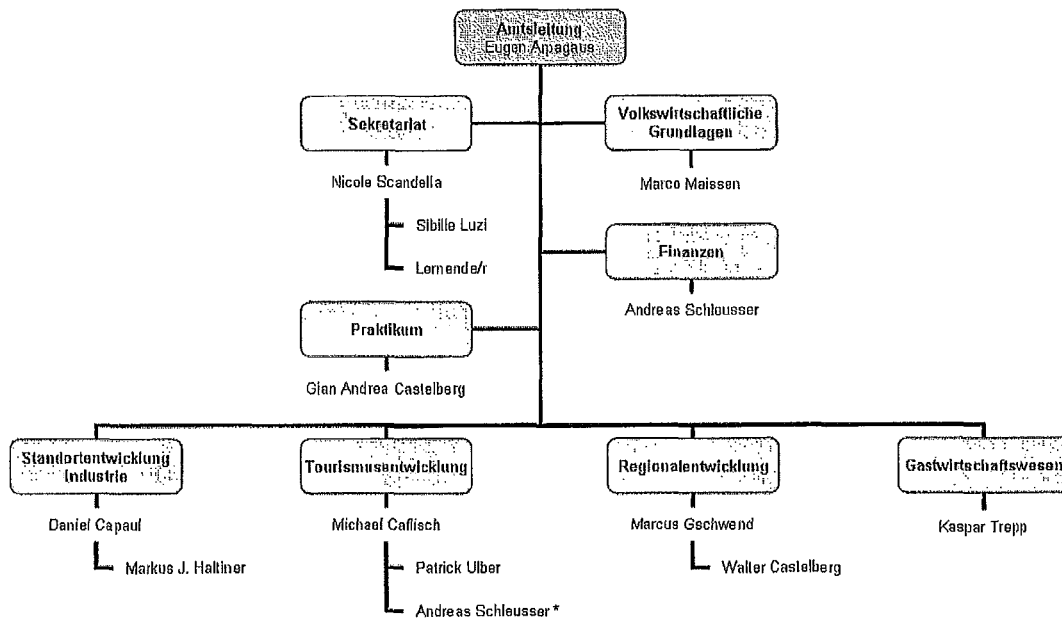 Amtsleitung
Eugen Arpagaus
Sekretariat
Volkswirtschaftliche
Grundlagen
Nicole Scandella
Marco Maissen
Sibille Luzi
Lernende/r
Finanzen
Andreas Schleusser
Praktikum
Gian Andrea Castelberg
Standortentwicklung
Industrie
Tourismusentwicklung
Regionalentwicklung
Gastwirtschaftswesen
Daniel Capaul
Michael Caflisch
Marcus Gschwend
Kaspar Trepp
Markus J. Haltiner
Patrick Ulber
Walter Castelberg
Andreas Schleusser *